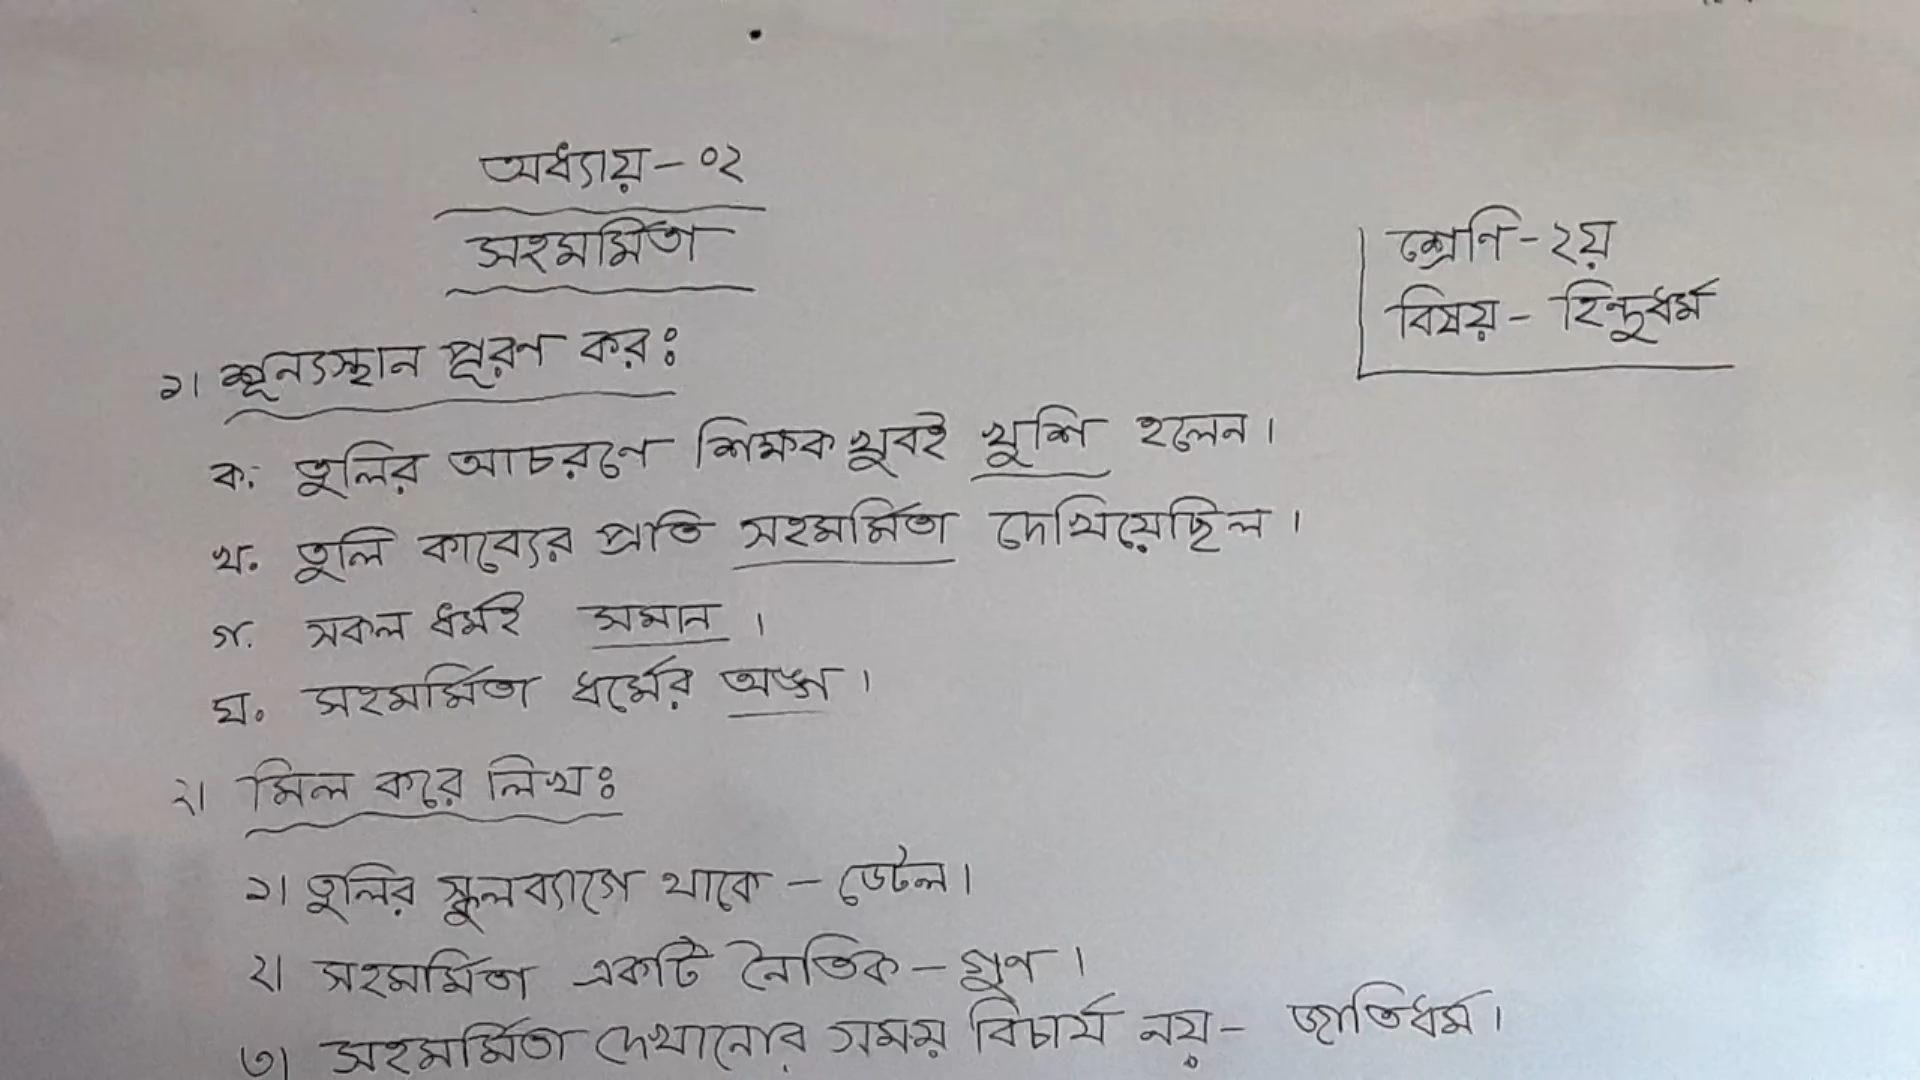 অধ্যায় - ০২
সহমর্মিতা
শ্রেণি - ২য়
বিষয় - হিন্দুধর্ম
১। শূন্যস্থান পূরণ কর:
ক. তুলির আচরণে শিক্ষক খুবই খুশি হলেন।
খ. তুলি কাব্যের প্রতি সহমর্মিতা দেখিয়েছিল।
গ. সকল ধর্মই সমান।
ঘ. সহমর্মিতা ধর্মের অঙ্গ।
২। মিল করে লিখ:
১। তুলির স্কুলব্যাগে থাকে - ডেটল।
২। সহমর্মিতা একটি নৈতিক - গুণ।
৩। সহমর্মিতা দেখানোর সময় বিচার্য নয় - জাতিধর্ম।